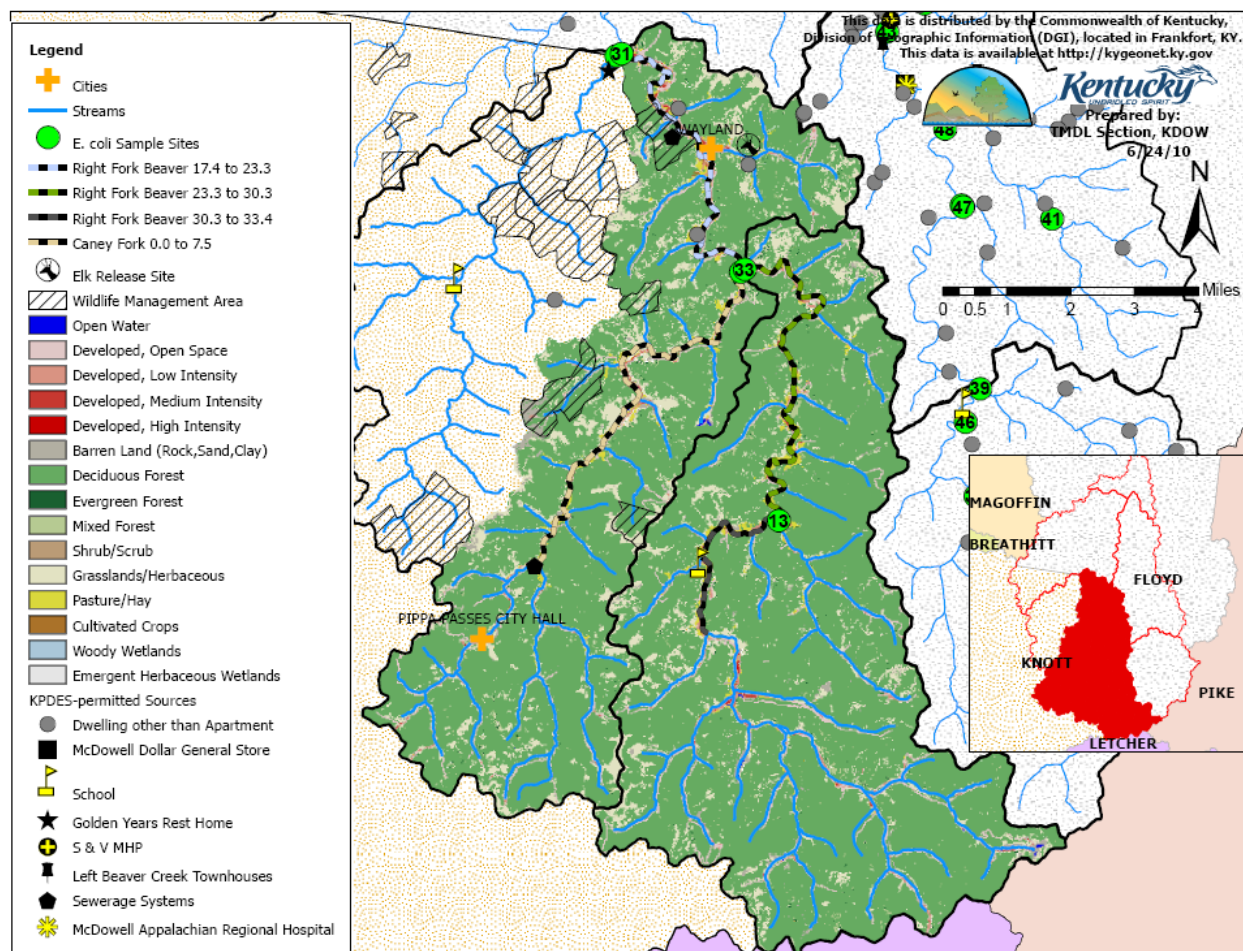 Legend
Cities
Streams
E. coli Sample Sites
Right Fork Beaver 17.4 to 23.3
Right Fork Beaver 23.3 to 30.3
Right Fork Beaver 30.3 to 33.4
Caney Fork 0.0 to 7.5
Elk Release Site
Wildlife Management Area
Open Water
Developed, Open Space
Developed, Low Intensity
Developed, Medium Intensity
Developed, High Intensity
Barren Land (Rock,Sand,Clay)
Deciduous Forest
Evergreen Forest
Mixed Forest
Shrub/Scrub
Grasslands/Herbaceous
Pasture/Hay
Cultivated Crops
Woody Wetlands
Emergent Herbaceous Wetlands
KPDES-permitted Sources
Dwelling other than Apartment
McDowell Dollar General Store
School
Golden Years Rest Home
S & V MHP
Left Beaver Creek Townhouses
Sewerage Systems
McDowell Appalachian Regional Hospital
This data is distributed by the Commonwealth of Kentucky,
Division of Geographic Information (DGI), located in Frankfort, KY.
This data is available at http://kygeonet.ky.gov
Kentucky
UNBRIDLED SPIRIT
Prepared by:
TMDL Section, KDOW
6/24/10
N
Miles
0 0.5 1 2 3 4
31
43
48
WAYLAND
47
41
33
39
46
13
PIPPA PASSES CITY HALL
MAGOFFIN
BREATHITT
FLOYD
KNOTT
PIKE
LETCHER